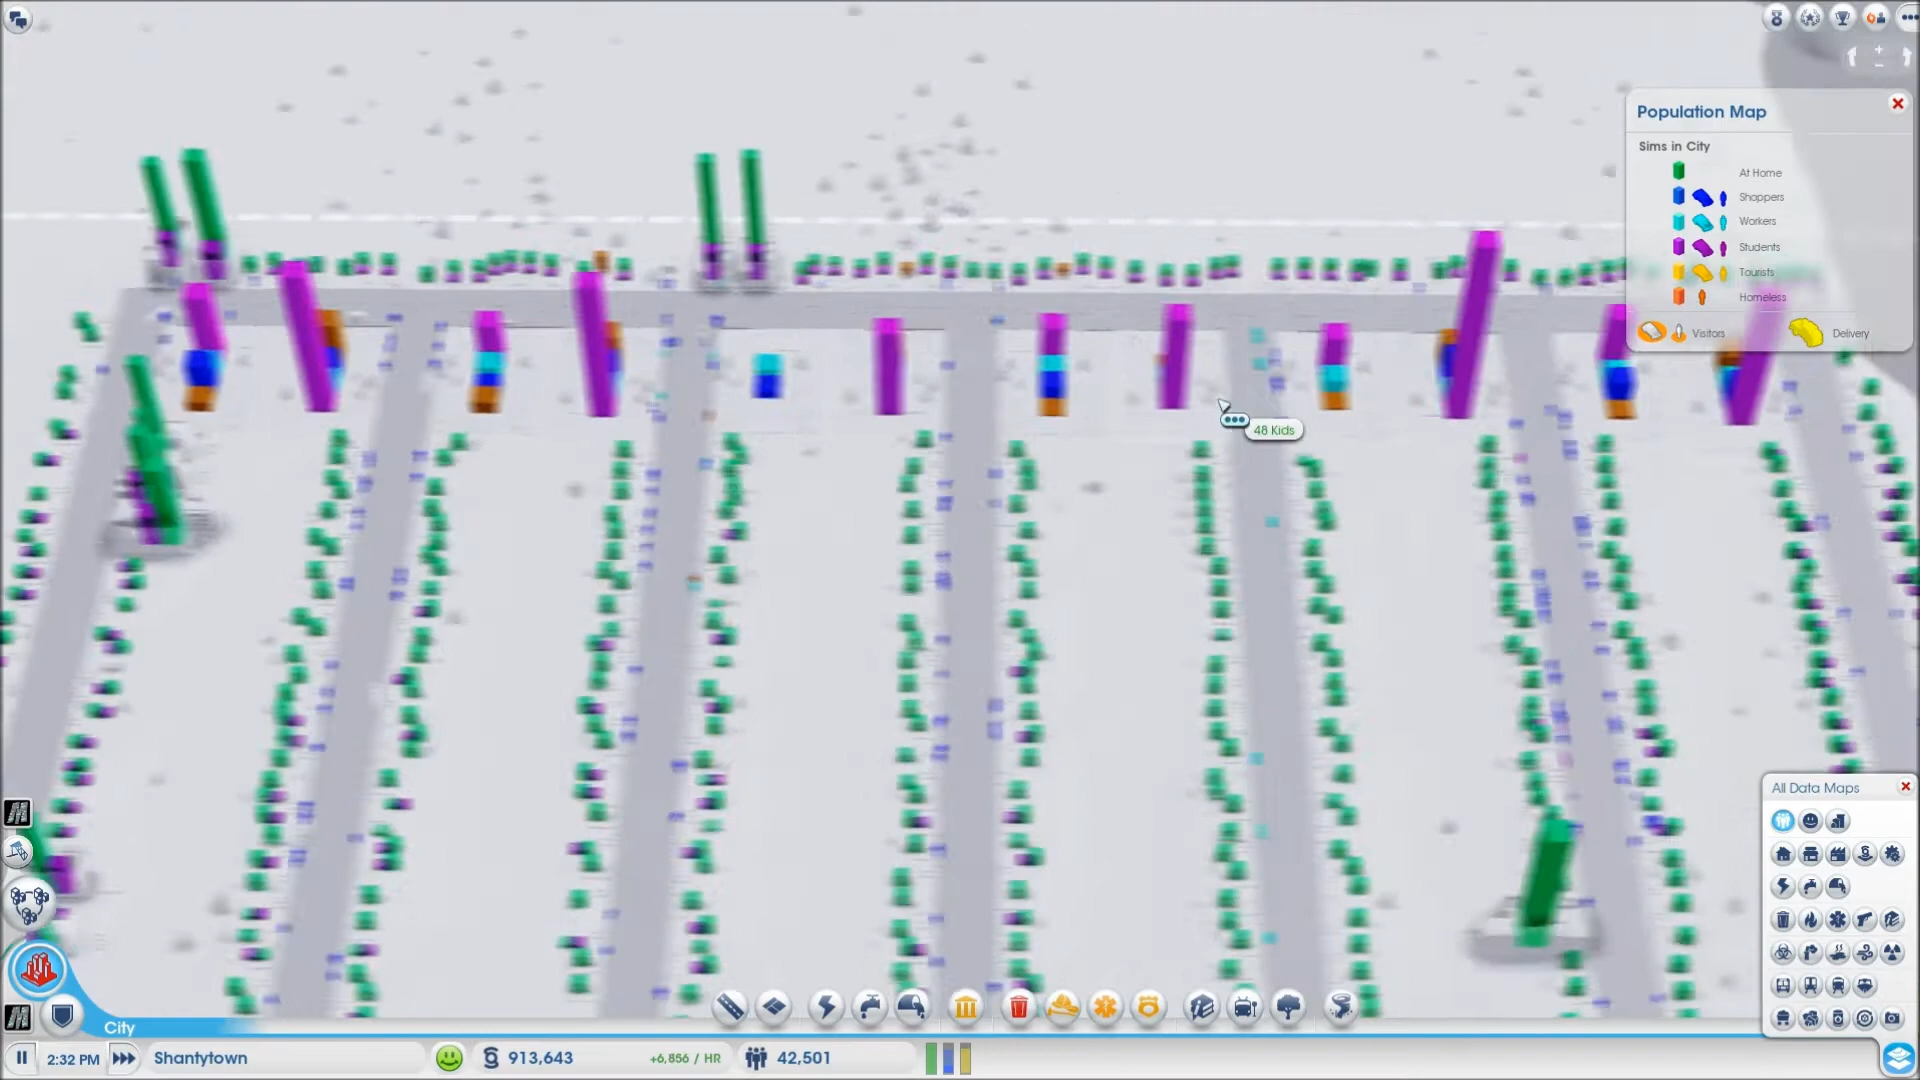 Population Map
Sims in City
At Home
Shoppers
Workers
Students
Tourists
Homeless
Visitors
Delivery
48 Kids
All Data Maps
City
2:32 PM
Shantytown
913,643
+6,856 / HR
42,501